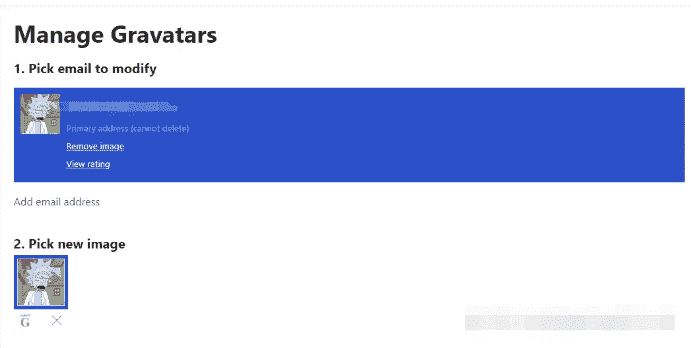 Manage Gravatars
1. Pick email to modify
Primary address (cannot delete)
Remove image
View rating
Add email address
2. Pick new image
G